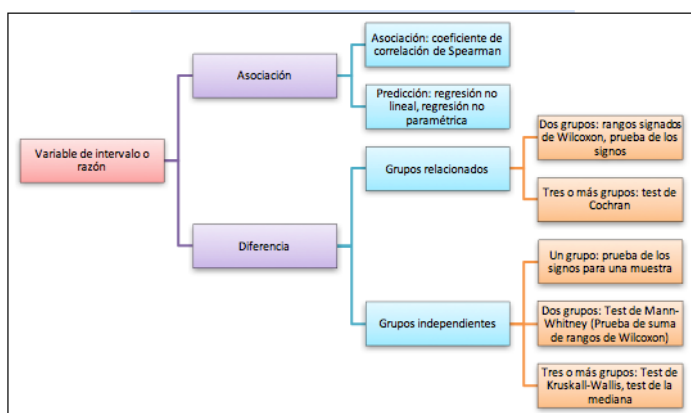 Variable de intervalo o
razón
Asociación
Asociación: coeficiente de
correlación de Spearman
Predicción: regresión no
lineal, regresión no
paramétrica
Diferencia
Grupos relacionados
Dos grupos: rangos signados
de Wilcoxon, prueba de los
signos
Tres o más grupos: test de
Cochran
Grupos independientes
Un grupo: prueba de los
signos para una muestra
Dos grupos: Test de Mann-
Whitney (Prueba de suma
de rangos de Wilcoxon)
Tres o más grupos: Test de
Kruskall-Wallis, test de la
mediana